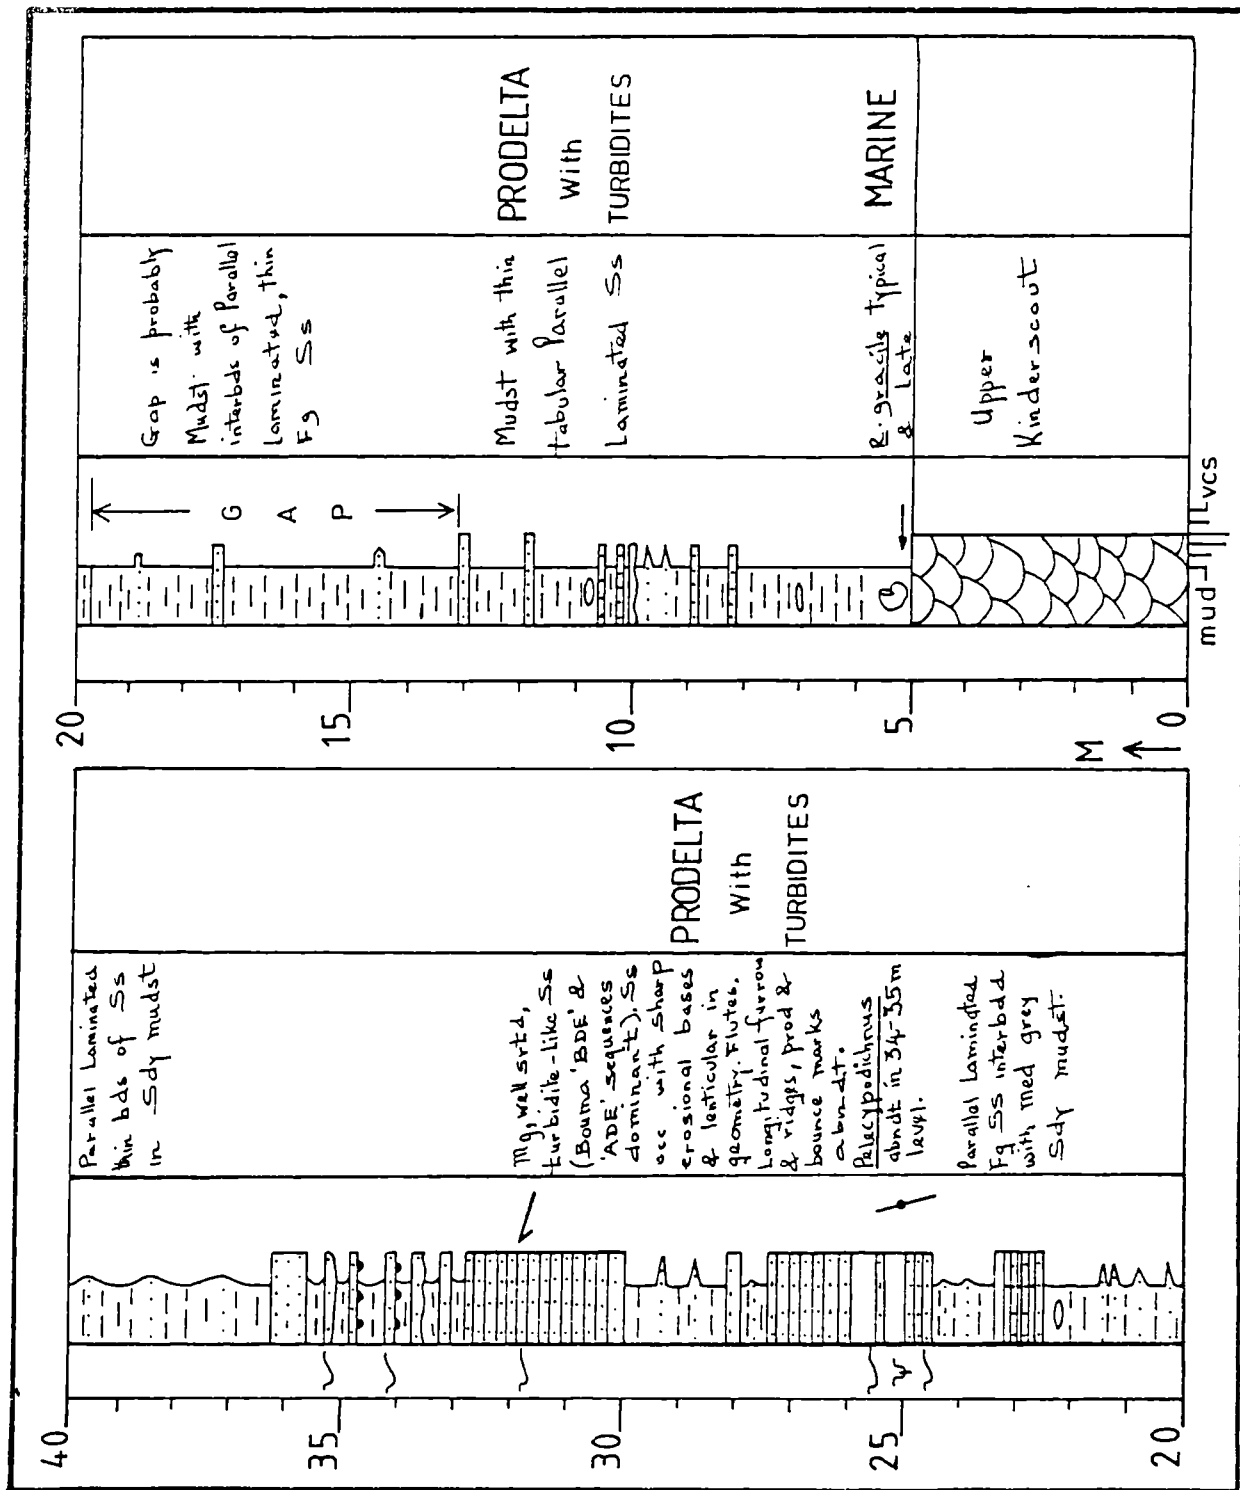 20
15
10
5
0
M
mud
vcs
G A P
Gap is probably
Mudst with
interbds of Parallel
Laminated, thin
Fg Ss
Mudst with thin
tabular Parallel
Laminated Ss
R. gracile typical
& Late
Upper
Kinderscout
PRODELTA
With
TURBIDITES
MARINE
40
35
30
25
20
Parallel Laminated
thin bds of Ss
in Sdy mudst
Mg, well srtd,
turbidite-like Ss
(Bouma 'BDE' &
'ADE' sequences
dominant). Ss
occ with sharp
erosional bases
& lenticular in
geometry. Flutes.
Longitudinal furrow
& ridges, prod &
bounce marks
abndt.
Pelecypodichnus
abndt in 34-35m
level.
Parallel Laminated
Fg Ss interbdd
with med grey
Sdy mudst.
PRODELTA
With
TURBIDITES